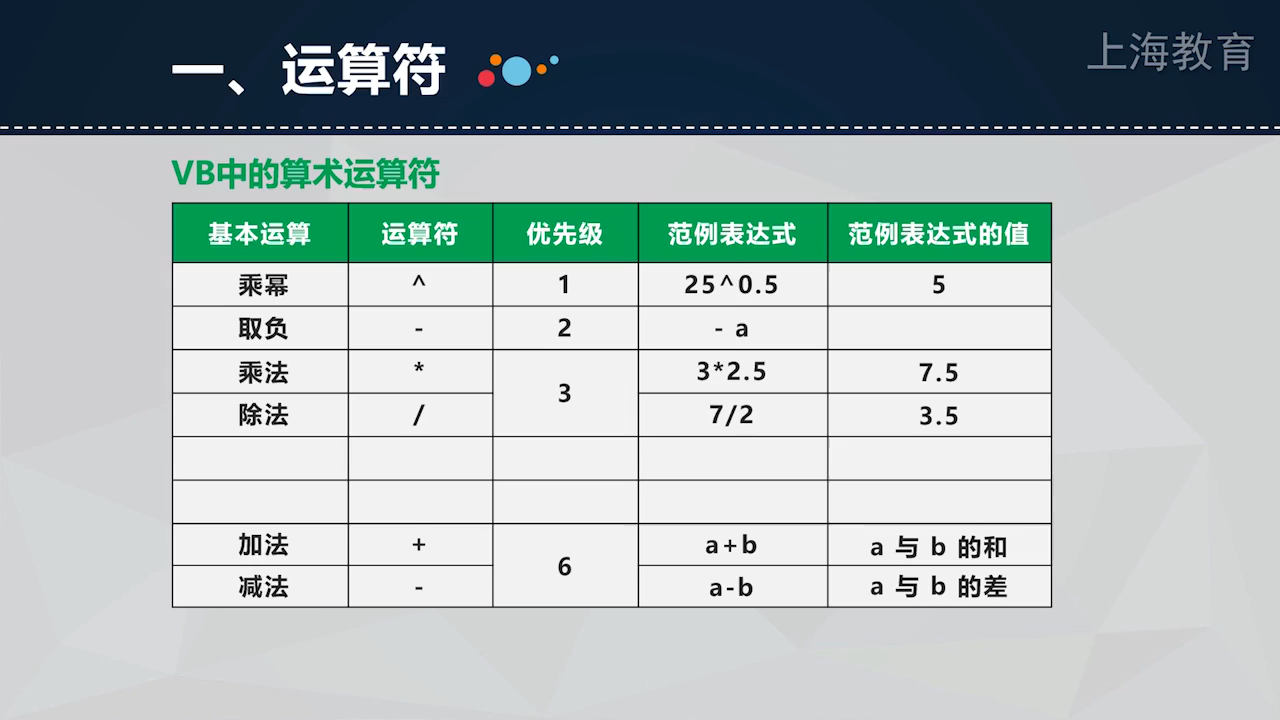 一、运算符
上海教育
VB中的算术运算符
基本运算 运算符 优先级 范例表达式 范例表达式的值
乘幂 ^ 1 25^0.5 5
取负 - 2 - a
乘法 * 3 3*2.5 7.5
除法 / 7/2 3.5
加法 + 6 a+b a 与 b 的和
减法 - a-b a 与 b 的差